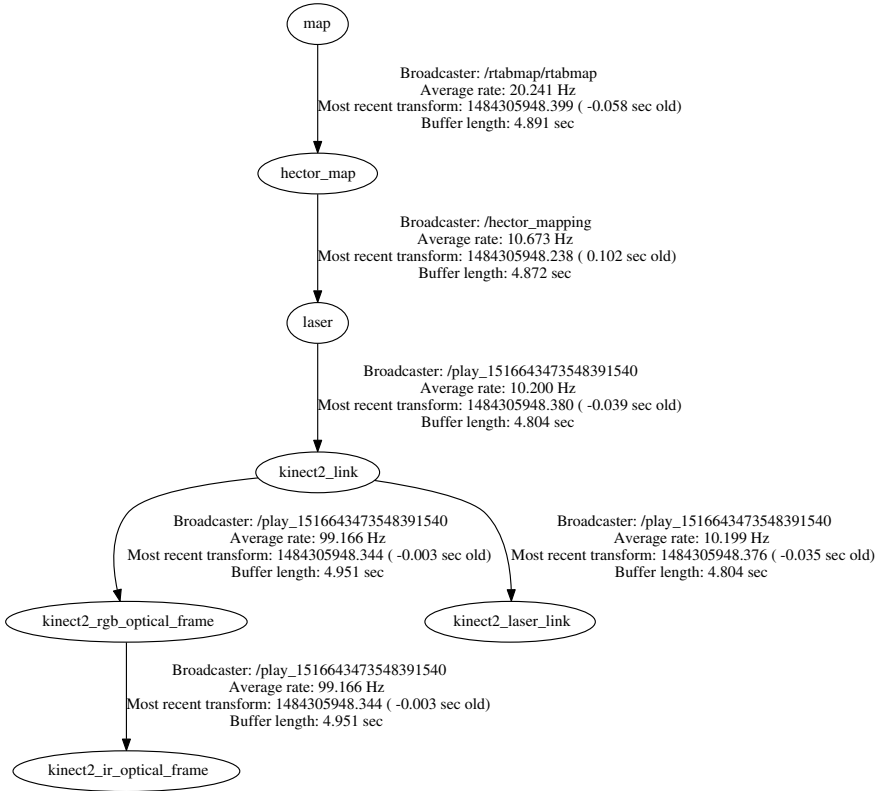 map
Broadcaster: /rtabmap/rtabmap
Average rate: 20.241 Hz
Most recent transform: 1484305948.399 ( -0.058 sec old)
Buffer length: 4.891 sec
hector_map
Broadcaster: /hector_mapping
Average rate: 10.673 Hz
Most recent transform: 1484305948.238 ( 0.102 sec old)
Buffer length: 4.872 sec
laser
Broadcaster: /play_1516643473548391540
Average rate: 10.200 Hz
Most recent transform: 1484305948.380 ( -0.039 sec old)
Buffer length: 4.804 sec
kinect2_link
Broadcaster: /play_1516643473548391540
Average rate: 99.166 Hz
Most recent transform: 1484305948.344 ( -0.003 sec old)
Buffer length: 4.951 sec
Broadcaster: /play_1516643473548391540
Average rate: 10.199 Hz
Most recent transform: 1484305948.376 ( -0.035 sec old)
Buffer length: 4.804 sec
kinect2_rgb_optical_frame
kinect2_laser_link
Broadcaster: /play_1516643473548391540
Average rate: 99.166 Hz
Most recent transform: 1484305948.344 ( -0.003 sec old)
Buffer length: 4.951 sec
kinect2_ir_optical_frame